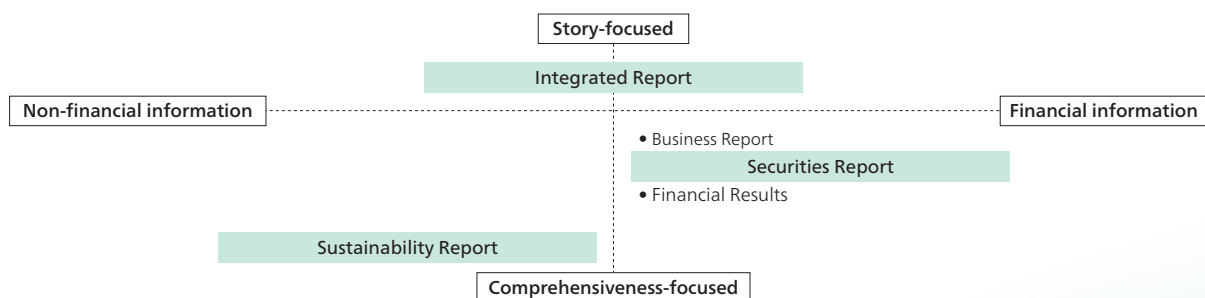 Story-focused
Integrated Report
Non-financial information
Financial information
• Business Report
Securities Report
• Financial Results
Sustainability Report
Comprehensiveness-focused